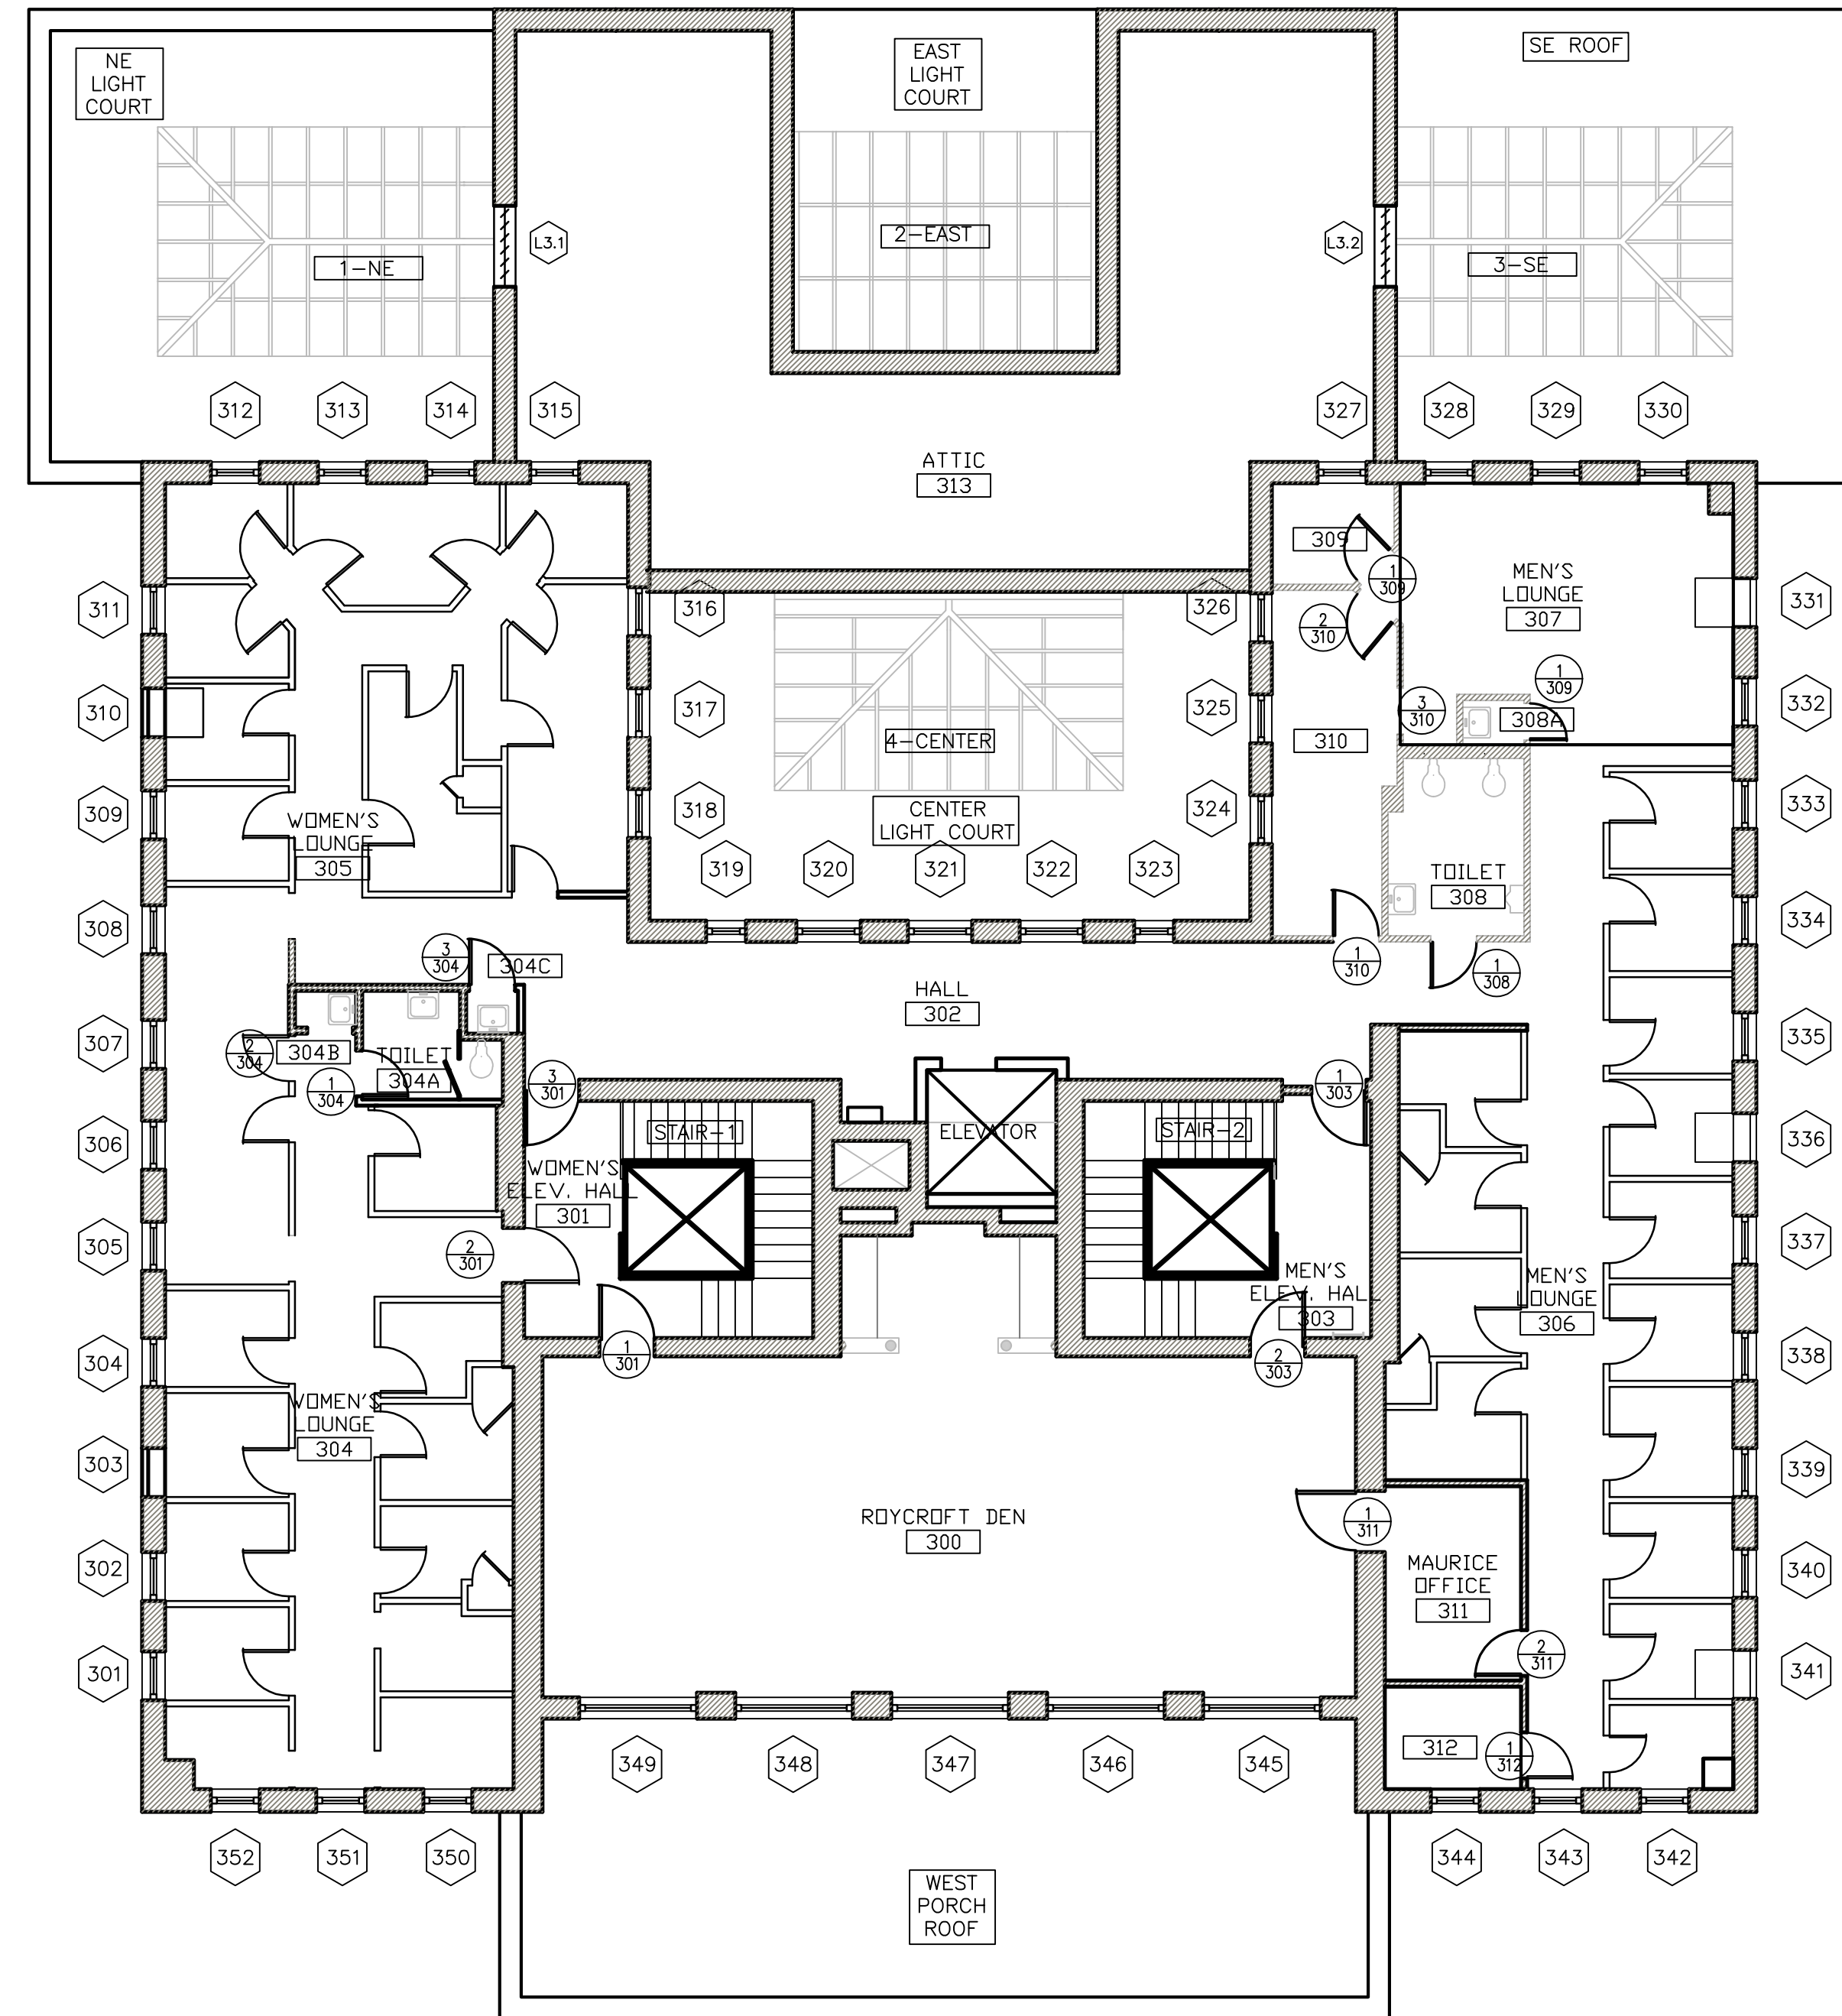 NE
LIGHT
COURT
EAST
LIGHT
COURT
SE ROOF
L3.1
2-EAST
L3.2
1-NE
3-SE
312
313
314
315
327
328
329
330
ATTIC
313
309
1
309
MEN'S
LOUNGE
307
311
316
326
2
310
331
310
317
325
1
309
3
310
308A
332
4-CENTER
310
309
318
324
333
CENTER
LIGHT COURT
WOMEN'S
LOUNGE
305
319
320
321
322
323
TOILET
308
308
334
3
304
304C
1
310
1
308
HALL
302
307
2
304
304B
TOILET
304A
1
304
3
301
1
303
335
306
STAIR-1
ELEVATOR
STAIR-2
336
WOMEN'S
ELEV. HALL
301
305
2
301
337
MEN'S
ELEV. HALL
303
MEN'S
LOUNGE
306
304
1
301
2
303
338
WOMEN'S
LOUNGE
304
303
339
ROYCROFT DEN
300
1
311
302
MAURICE
OFFICE
311
340
301
2
311
341
349
348
347
346
345
312
1
312
352
351
350
344
343
342
WEST
PORCH
ROOF